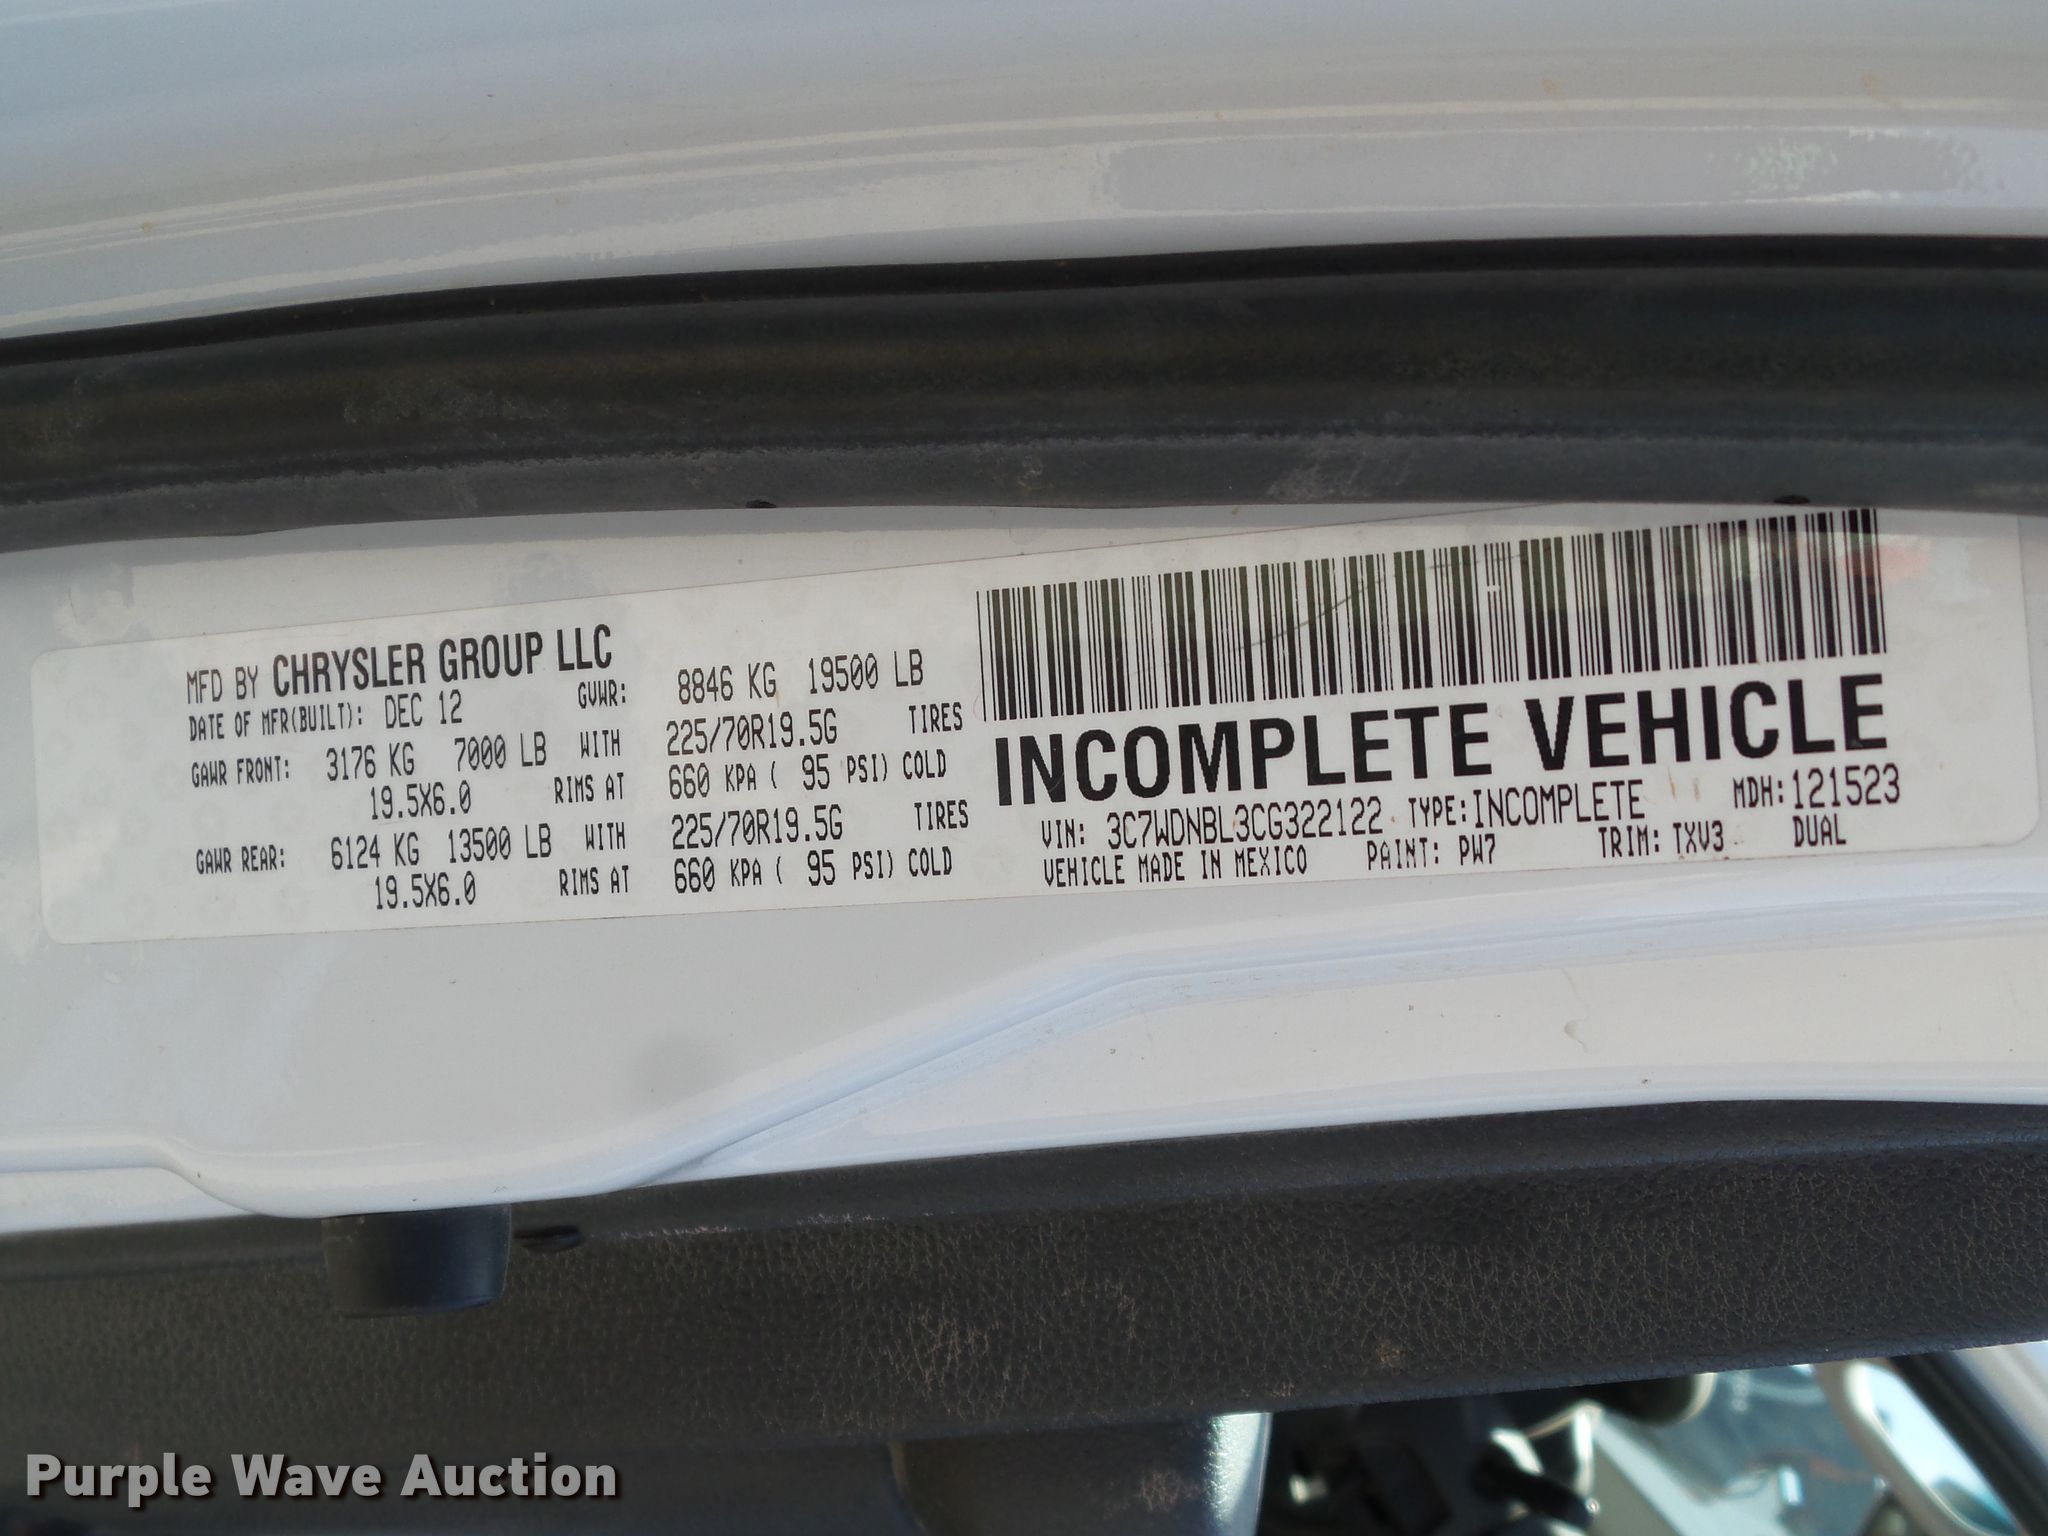 MFD BY CHRYSLER GROUP LLC
DATE OF MFR(BUILT): DEC 12 GVWR: 8846 KG 19500 LB
GAWR FRONT: 3176 KG 7000 LB WITH 225/70R19.5G TIRES
19.5X6.0 RIMS AT 660 KPA ( 95 PSI) COLD
GAWR REAR: 6124 KG 13500 LB WITH 225/70R19.5G TIRES
19.5X6.0 RIMS AT 660 KPA ( 95 PSI) COLD
INCOMPLETE VEHICLE
VIN: 3C7WDNBL3CG322122 TYPE: INCOMPLETE MDH: 121523
VEHICLE MADE IN MEXICO PAINT: PW7 TRIM: TXV3 DUAL
Purple Wave Auction